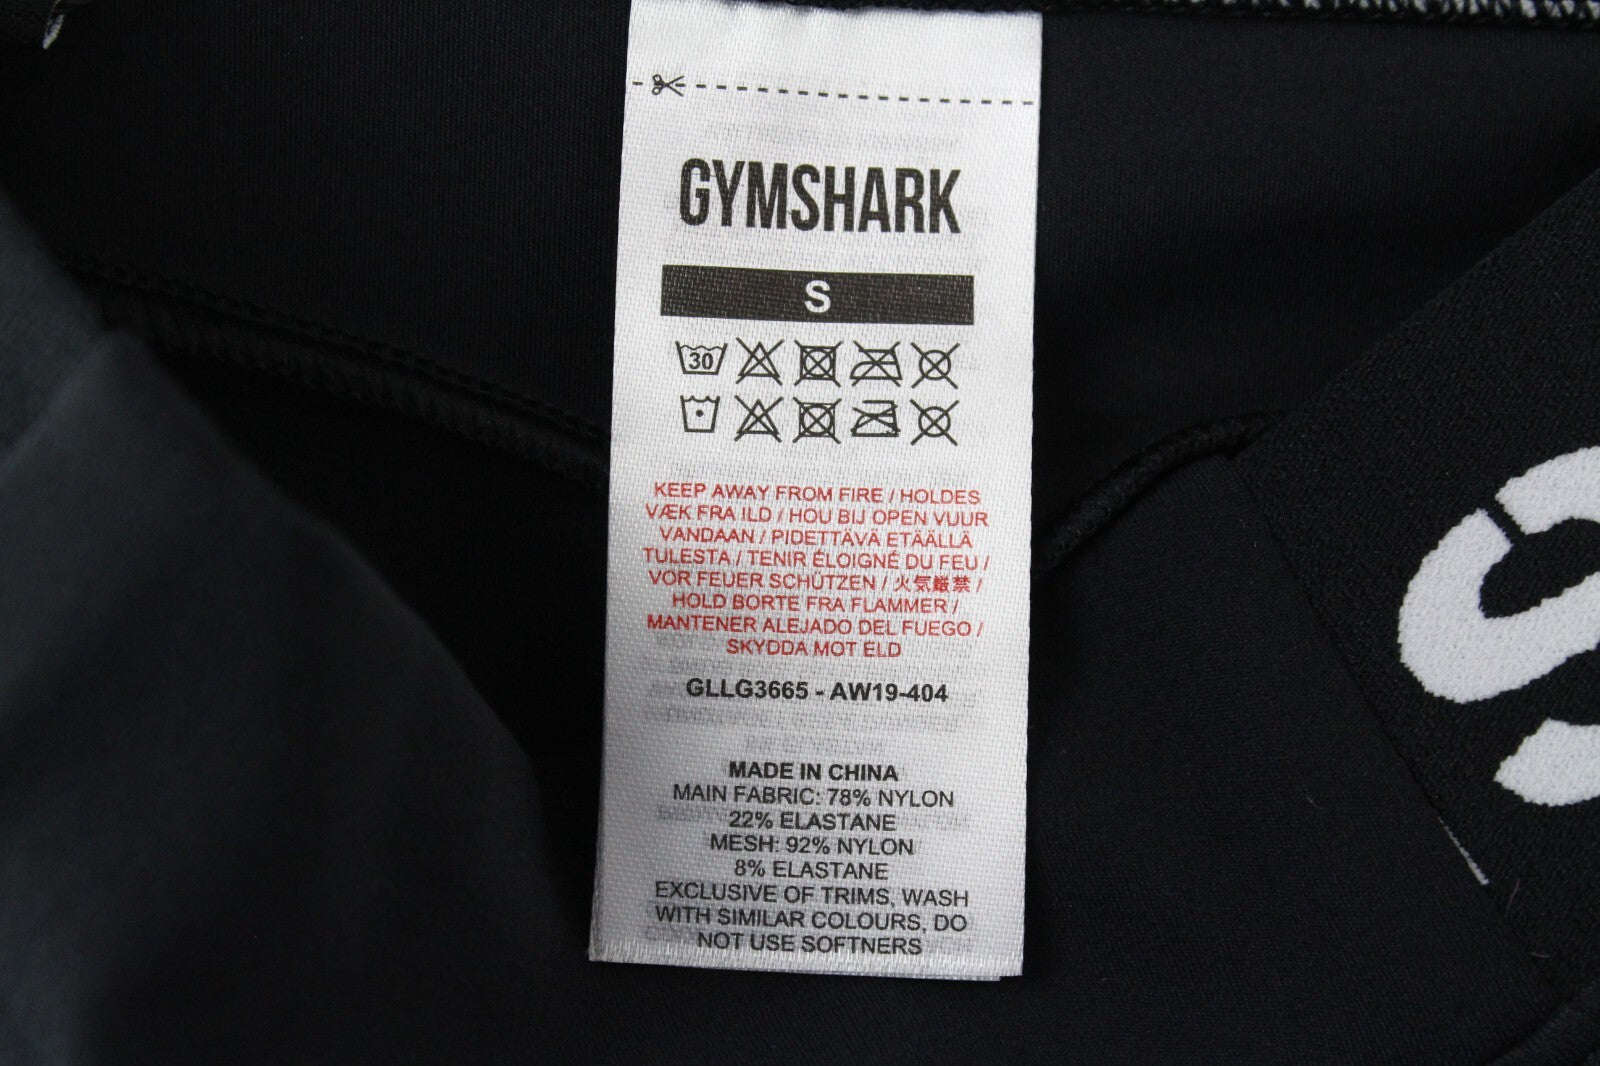 GYMSHARK
S
30
KEEP AWAY FROM FIRE / HOLDES
VÆK FRA ILD / HOU BIJ OPEN VUUR
VANDAAN / PIDETTÄVÄ ETÄÄLLÄ
TULESTA / TENIR ÉLOIGNÉ DU FEU /
VOR FEUER SCHÜTZEN / 火気厳禁 /
HOLD BORTE FRA FLAMMER /
MANTENER ALEJADO DEL FUEGO /
SKYDDA MOT ELD
GLLG3665 - AW19-404
MADE IN CHINA
MAIN FABRIC: 78% NYLON
22% ELASTANE
MESH: 92% NYLON
8% ELASTANE
EXCLUSIVE OF TRIMS, WASH
WITH SIMILAR COLOURS, DO
NOT USE SOFTNERS